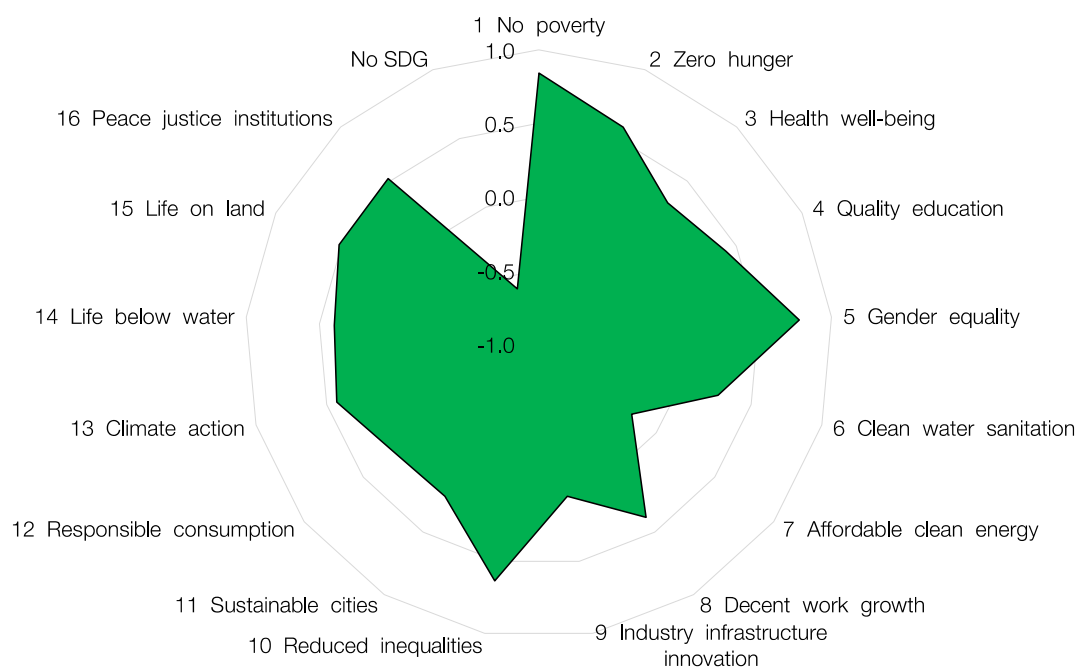 1 No poverty
1.0
No SDG
2 Zero hunger
16 Peace justice institutions
0.5
3 Health well-being
15 Life on land
0.0
4 Quality education
-0.5
14 Life below water
5 Gender equality
-1.0
13 Climate action
6 Clean water sanitation
12 Responsible consumption
7 Affordable clean energy
11 Sustainable cities
8 Decent work growth
10 Reduced inequalities
9 Industry infrastructure
innovation